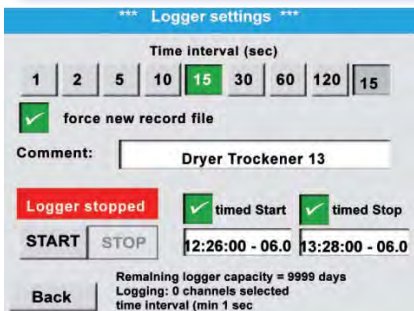 *** Logger settings ***
Time interval (sec)
1 2 5 10 15 30 60 120 15
force new record file
Comment: Dryer Trockener 13
Logger stopped timed Start timed Stop
START STOP 12:26:00 - 06.0 13:28:00 - 06.0
Remaining logger capacity = 9999 days
Logging: 0 channels selected
time interval (min 1 sec
Back